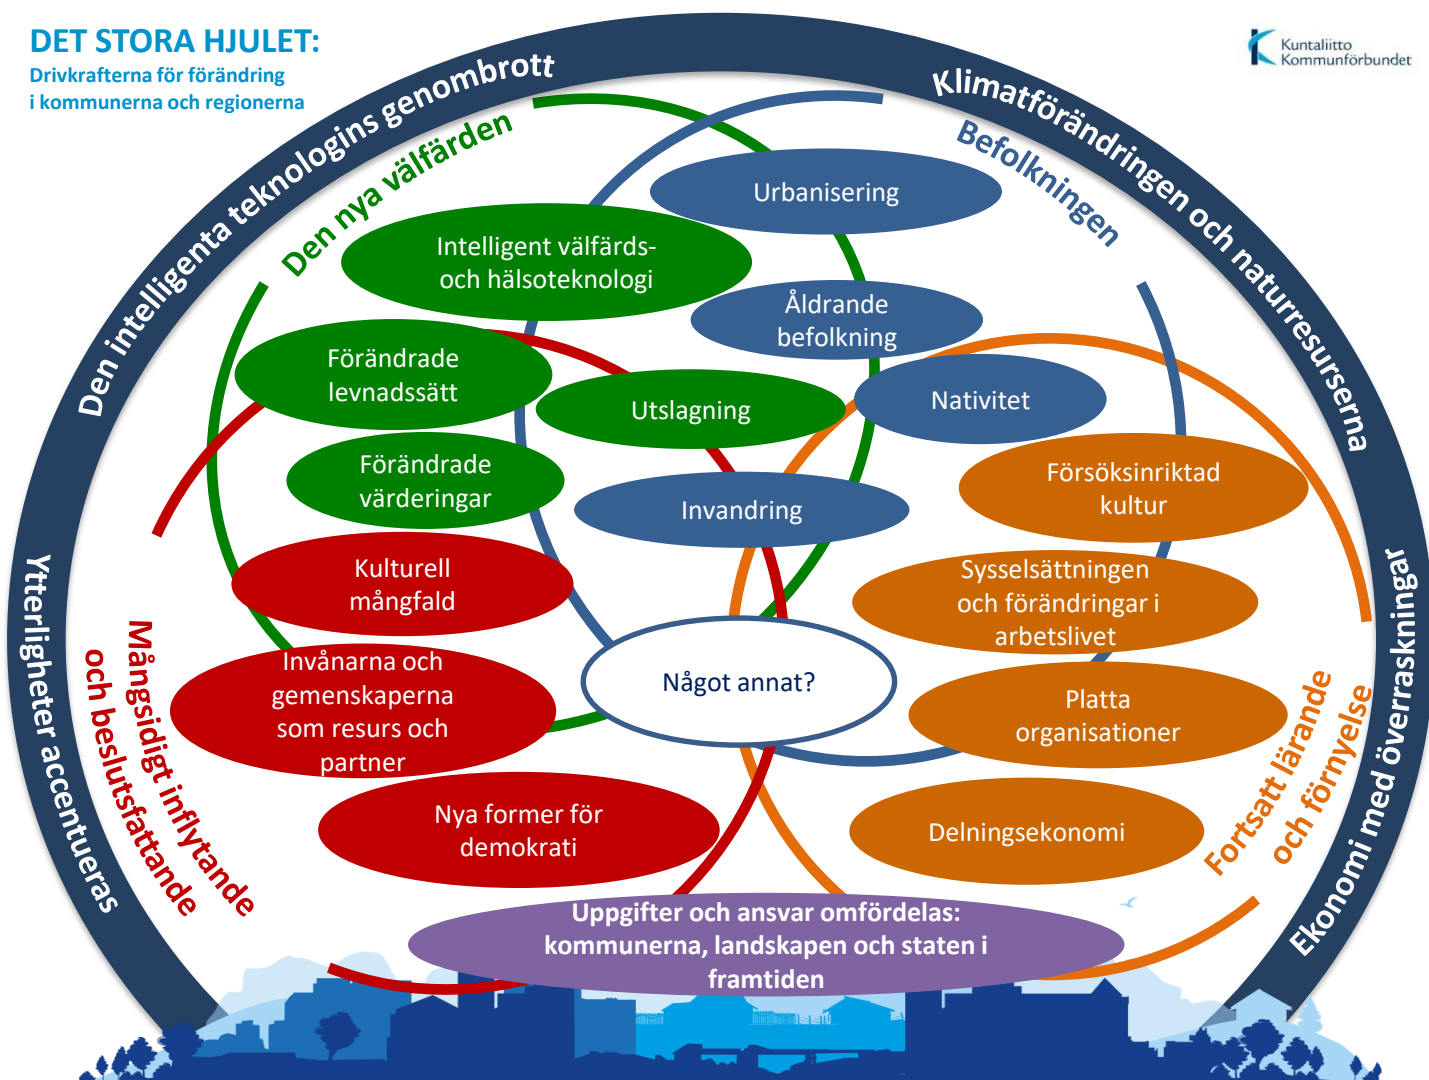 DET STORA HJULET:
Drivkrafterna för förändring
i kommunerna och regionerna
Kuntaliitto
Kommunförbundet
Den intelligenta teknologins genombrott
Klimatförändringen och naturresurserna
Ytterligheter accentueras
Ekonomi med överraskningar
Den nya välfärden
Befolkningen
Urbanisering
Intelligent välfärds-
och hälsoteknologi
Åldrande
befolkning
Förändrade
levnadssätt
Utslagning
Nativitet
Förändrade
värderingar
Invandring
Försöksinriktad
kultur
Kulturell
mångfald
Sysselsättningen
och förändringar i
arbetslivet
Mångsidigt inflytande
och beslutsfattande
Invånarna och
gemenskaperna
som resurs och
partner
Något annat?
Platta
organisationer
Fortsatt lärande
och förnyelse
Nya former för
demokrati
Delningsekonomi
Uppgifter och ansvar omfördelas:
kommunerna, landskapen och staten i
framtiden